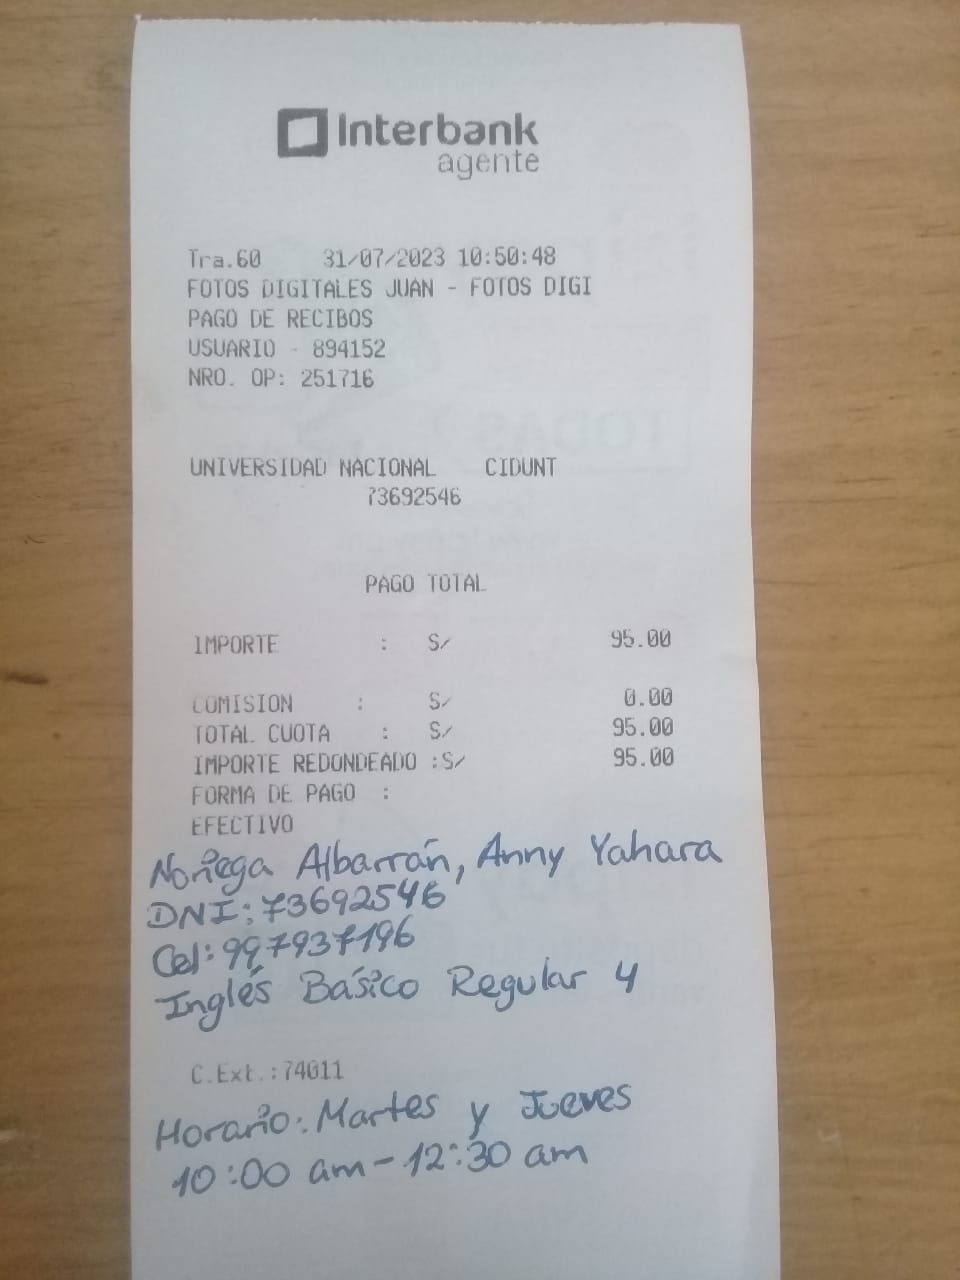 Interbank
agente
Tra.60 31/07/2023 10:50:48
FOTOS DIGITALES JUAN - FOTOS DIGI
PAGO DE RECIBOS
USUARIO - 894152
NRO. OP: 251716
UNIVERSIDAD NACIONAL CIDUNT
73692546
PAGO TOTAL
IMPORTE : S/ 95.00
COMISION : S/ 0.00
TOTAL CUOTA : S/ 95.00
IMPORTE REDONDEADO :S/ 95.00
FORMA DE PAGO :
EFECTIVO
Noriega Albarrán, Anny Yahara
DNI: 73692546
Cel: 997937196
Inglés Básico Regular 4
C.Ext.:74011
Horario: Martes y Jueves
10:00 am - 12:30 am